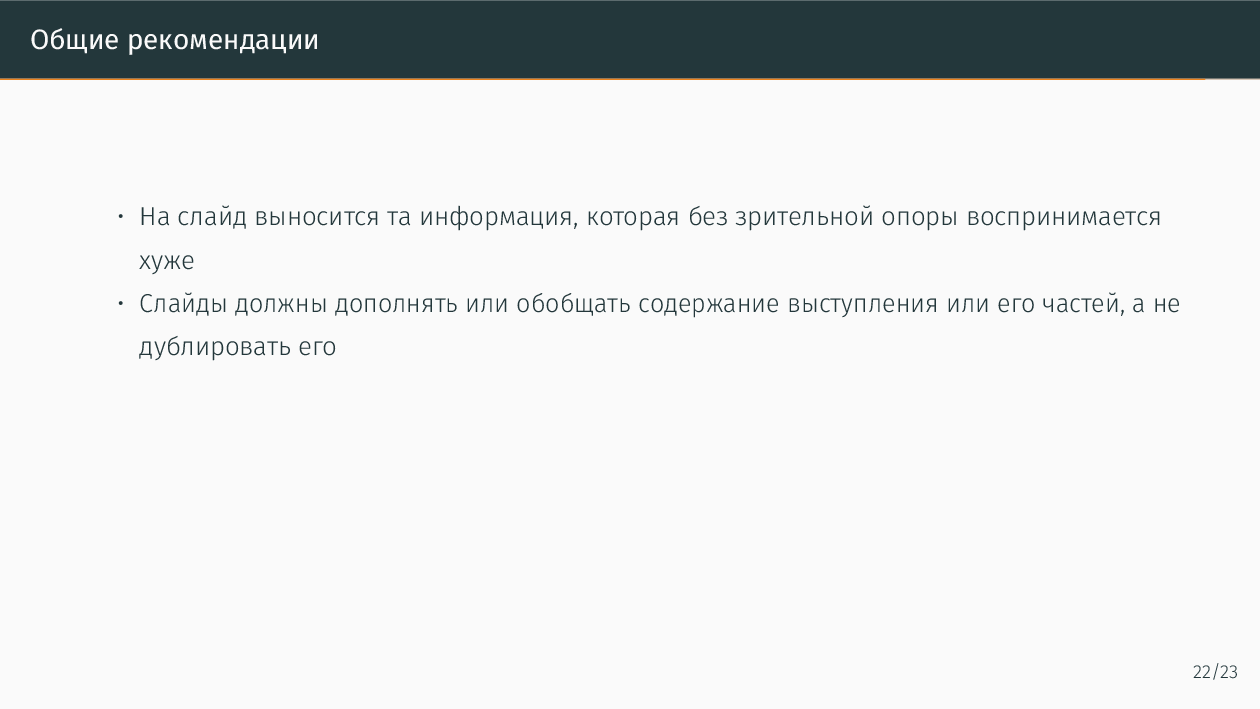 Общие рекомендации
• На слайд выносится та информация, которая без зрительной опоры воспринимается
хуже
• Слайды должны дополнять или обобщать содержание выступления или его частей, а не
дублировать его
22/23